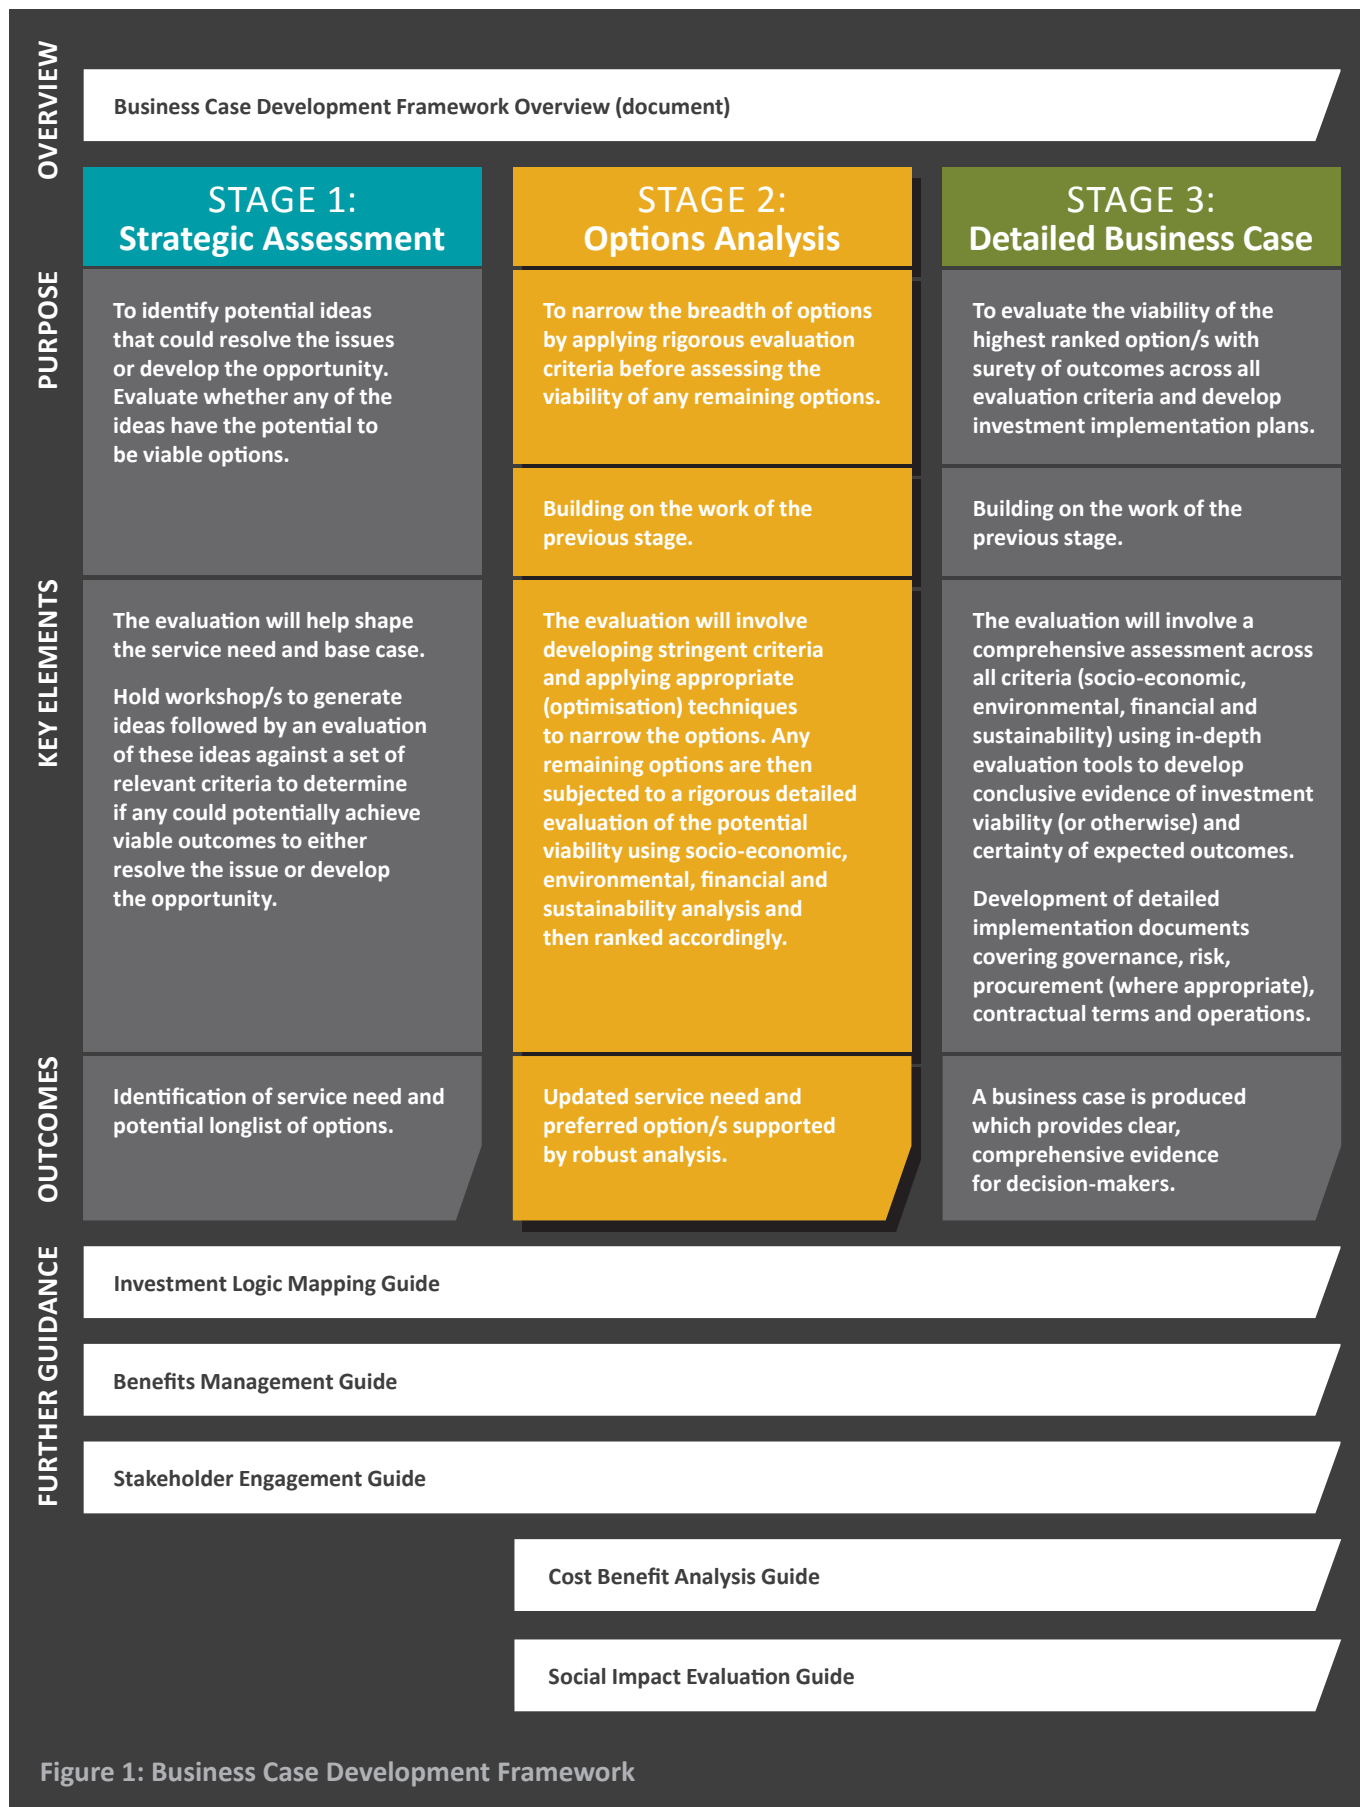 OVERVIEW
Business Case Development Framework Overview (document)
STAGE 1:
Strategic Assessment
STAGE 2:
Options Analysis
STAGE 3:
Detailed Business Case
PURPOSE
To identify potential ideas
that could resolve the issues
or develop the opportunity.
Evaluate whether any of the
ideas have the potential to
be viable options.
To narrow the breadth of options
by applying rigorous evaluation
criteria before assessing the
viability of any remaining options.
To evaluate the viability of the
highest ranked option/s with
surety of outcomes across all
evaluation criteria and develop
investment implementation plans.
Building on the work of the
previous stage.
Building on the work of the
previous stage.
KEY ELEMENTS
The evaluation will help shape
the service need and base case.
Hold workshop/s to generate
ideas followed by an evaluation
of these ideas against a set of
relevant criteria to determine
if any could potentially achieve
viable outcomes to either
resolve the issue or develop
the opportunity.
The evaluation will involve
developing stringent criteria
and applying appropriate
(optimisation) techniques
to narrow the options. Any
remaining options are then
subjected to a rigorous detailed
evaluation of the potential
viability using socio-economic,
environmental, financial and
sustainability analysis and
then ranked accordingly.
The evaluation will involve a
comprehensive assessment across
all criteria (socio-economic,
environmental, financial and
sustainability) using in-depth
evaluation tools to develop
conclusive evidence of investment
viability (or otherwise) and
certainty of expected outcomes.
Development of detailed
implementation documents
covering governance, risk,
procurement (where appropriate),
contractual terms and operations.
OUTCOMES
Identification of service need and
potential longlist of options.
Updated service need and
preferred option/s supported
by robust analysis.
A business case is produced
which provides clear,
comprehensive evidence
for decision-makers.
FURTHER GUIDANCE
Investment Logic Mapping Guide
Benefits Management Guide
Stakeholder Engagement Guide
Cost Benefit Analysis Guide
Social Impact Evaluation Guide
Figure 1: Business Case Development Framework